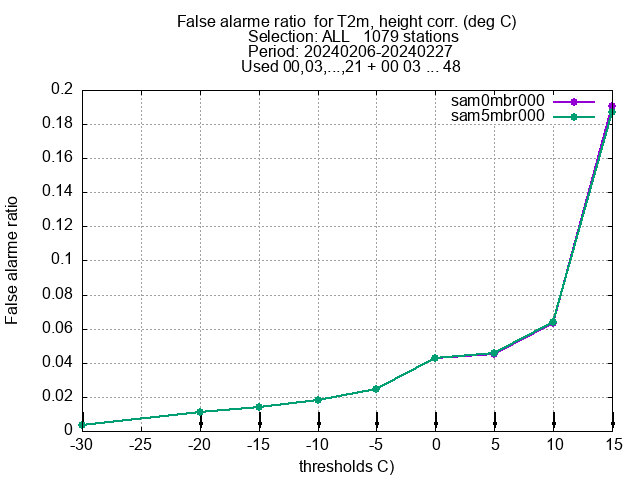 False alarme ratio  for T2m, height corr. (deg C)
Selection: ALL   1079 stations
Period: 20240206-20240227
Used 00,03,...,21 + 00 03 ... 48
sam0mbr000
sam5mbr000
0.2
0.18
0.16
0.14
0.12
0.1
0.08
0.06
0.04
0.02
0
False alarme ratio
-30 -25 -20 -15 -10 -5 0 5 10 15
thresholds C)